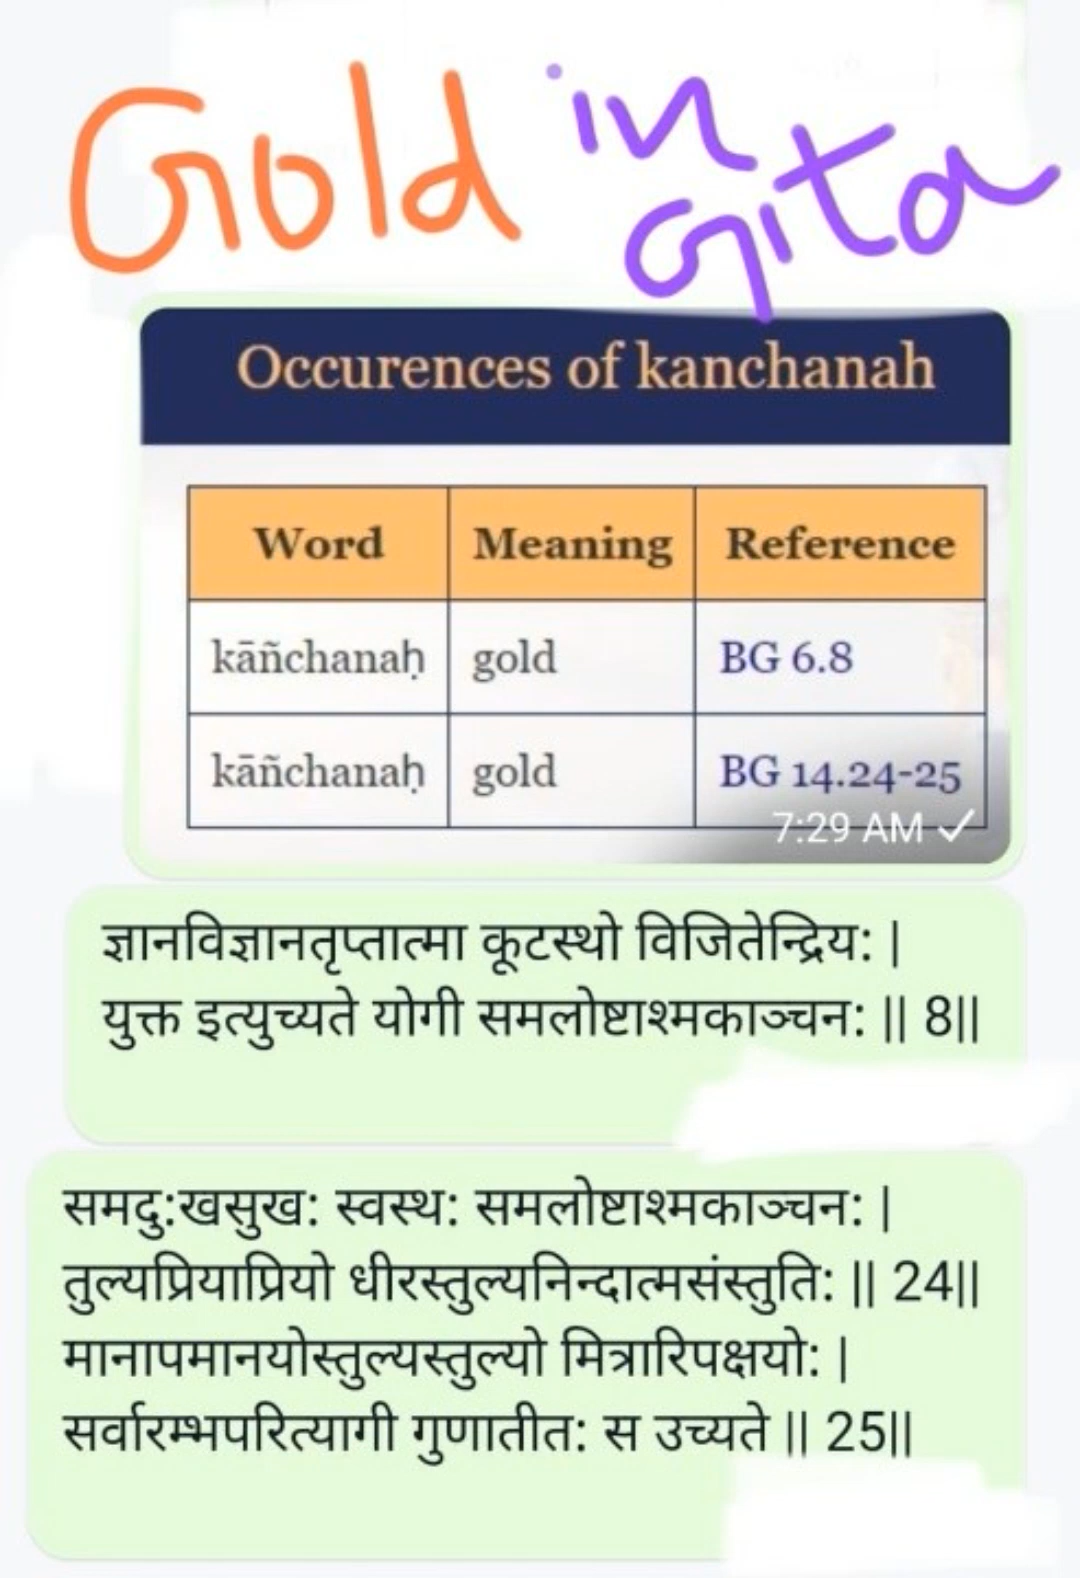 Gold in
Gita
Occurences of kanchanah
Word Meaning Reference
kāñchanaḥ gold BG 6.8
kāñchanaḥ gold BG 14.24-25
7:29 AM ✓
ज्ञानविज्ञानतृप्तात्मा कूटस्थो विजितेन्द्रिय: |
युक्त इत्युच्यते योगी समलोष्टाश्मकाञ्चन: || 8||
समदु:खसुख: स्वस्थ: समलोष्टाश्मकाञ्चन: |
तुल्यप्रियाप्रियो धीरस्तुल्यनिन्दात्मसंस्तुति: || 24||
मानापमानयोस्तुल्यस्तुल्यो मित्रारिपक्षयो: |
सर्वारम्भपरित्यागी गुणातीत: स उच्यते || 25||